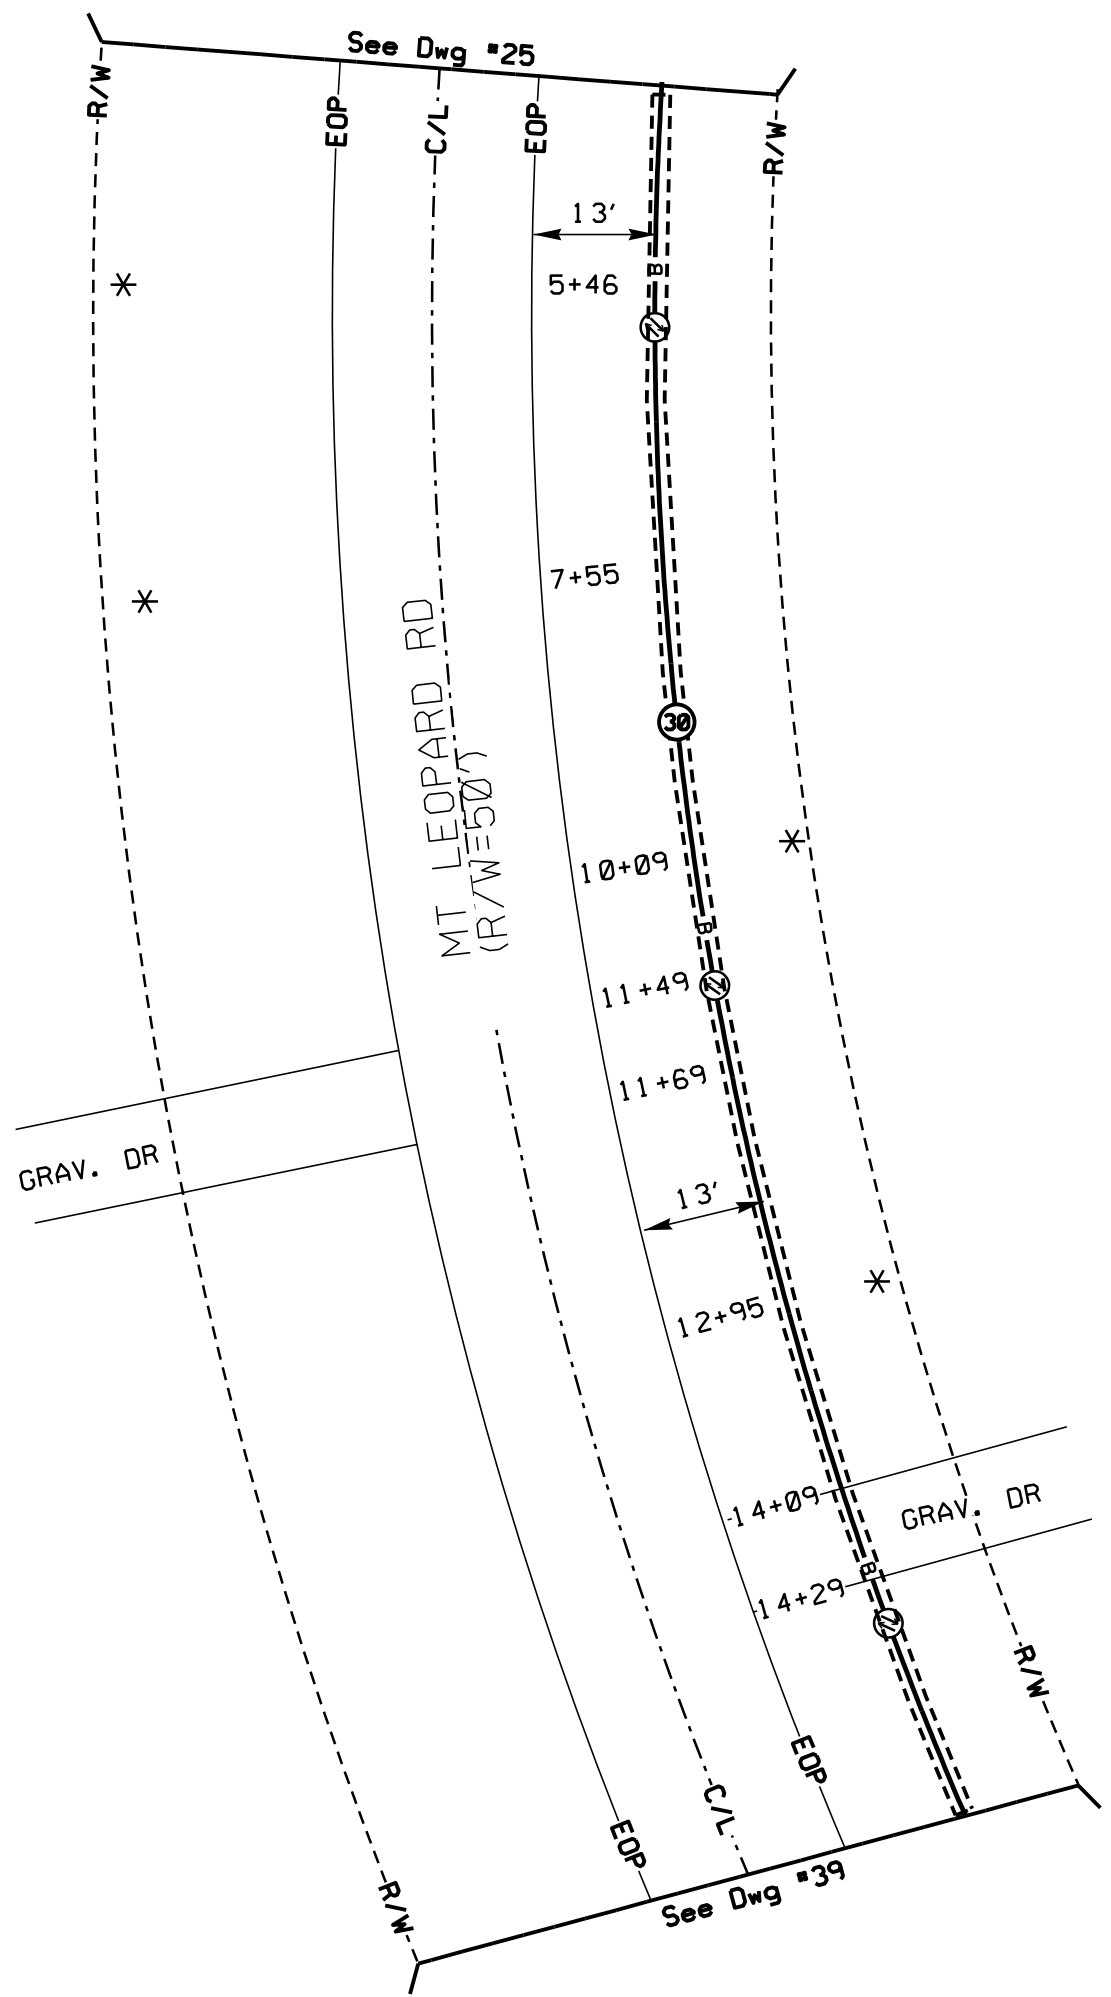 See Dwg #25
R/W
EOP
C/L
EOP
R/W
13'
B
5+46
7+55
MT LEOPARD RD
(R/W=50')
30
10+09
B
11+49
11+69
GRAV. DR
13'
12+95
14+09
GRAV. DR
B
14+29
R/W
EOP
C/L
EOP
R/W
See Dwg #39